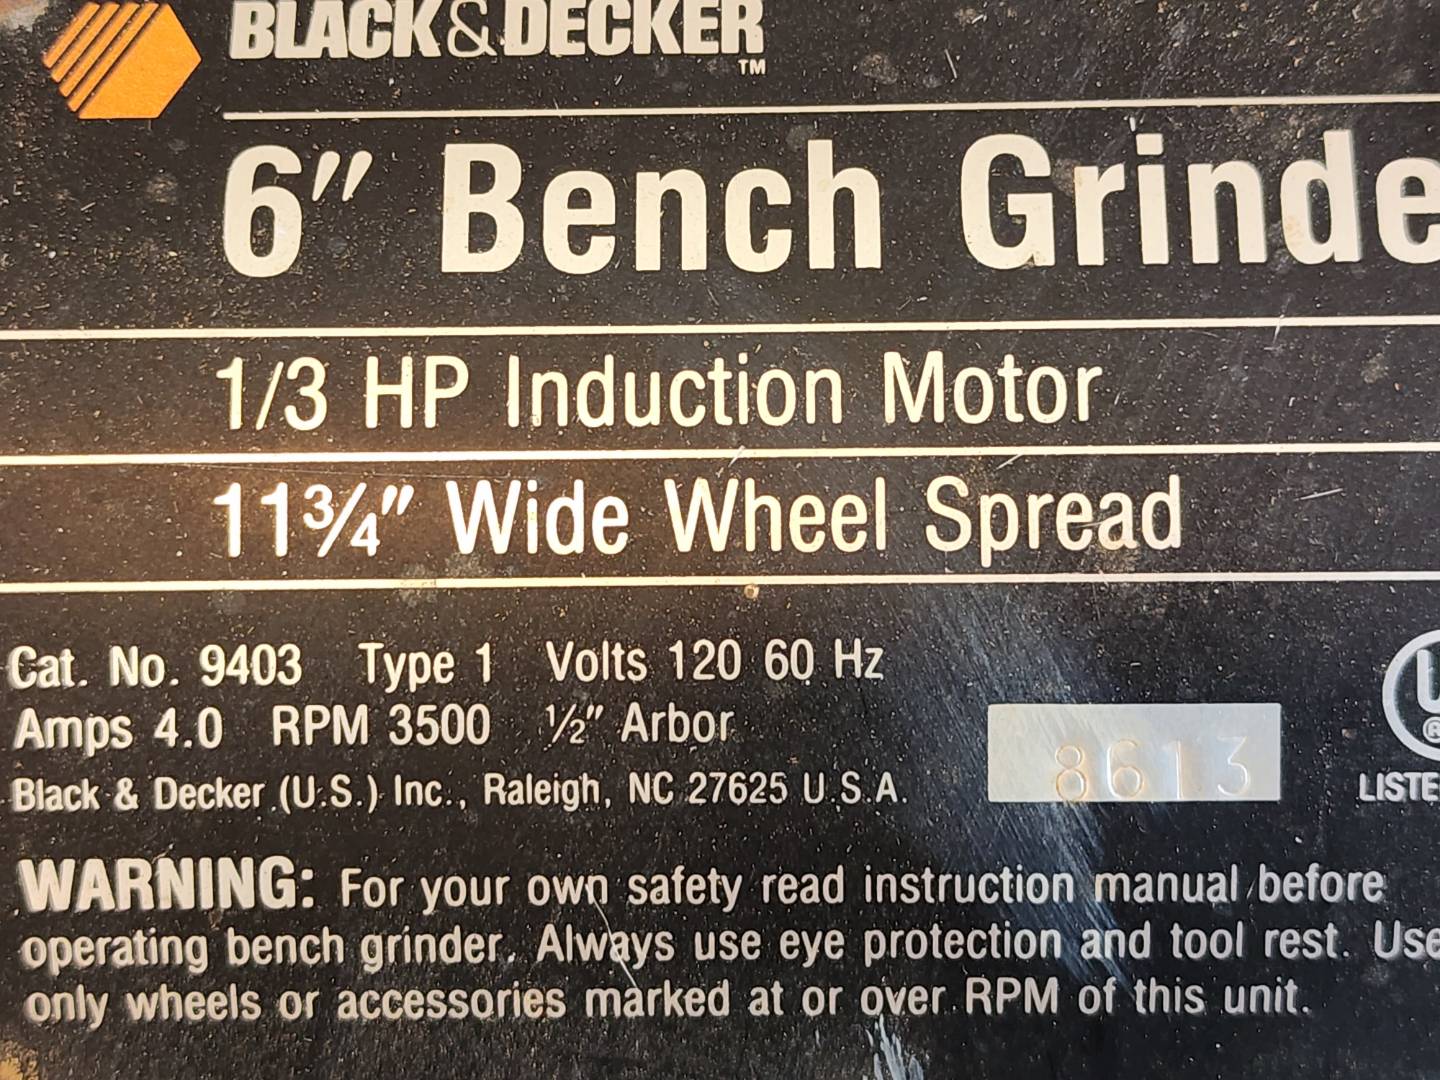 BLACK&DECKER
TM
6″ Bench Grinde
1/3 HP Induction Motor
11¾″ Wide Wheel Spread
Cat. No. 9403 Type 1 Volts 120 60 Hz
Amps 4.0 RPM 3500 ½″ Arbor
8613
U
®
Black & Decker (U.S.) Inc., Raleigh, NC 27625 U.S.A.
LISTE
WARNING: For your own safety read instruction manual before
operating bench grinder. Always use eye protection and tool rest. Use
only wheels or accessories marked at or over RPM of this unit.